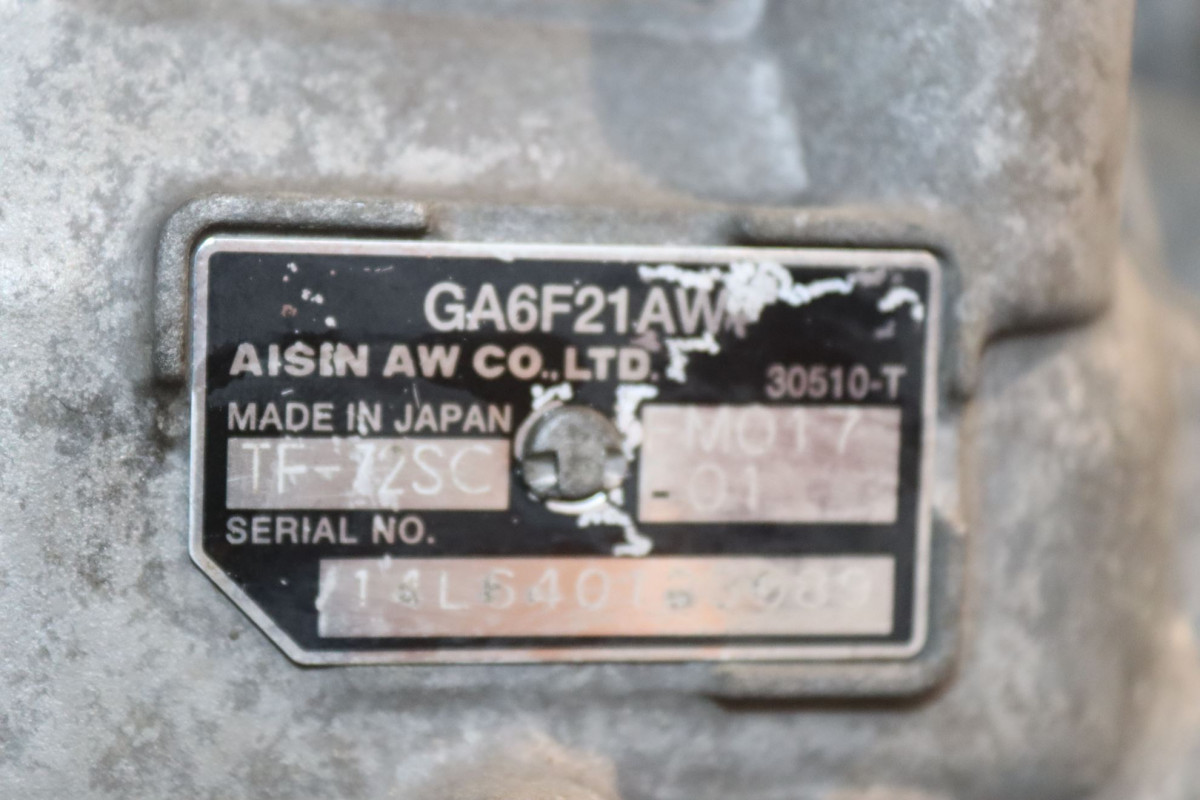 GA6F21AW
AISIN AW CO.,LTD.
30510-T
MADE IN JAPAN
M017
TF-72SC
-01
SERIAL NO.